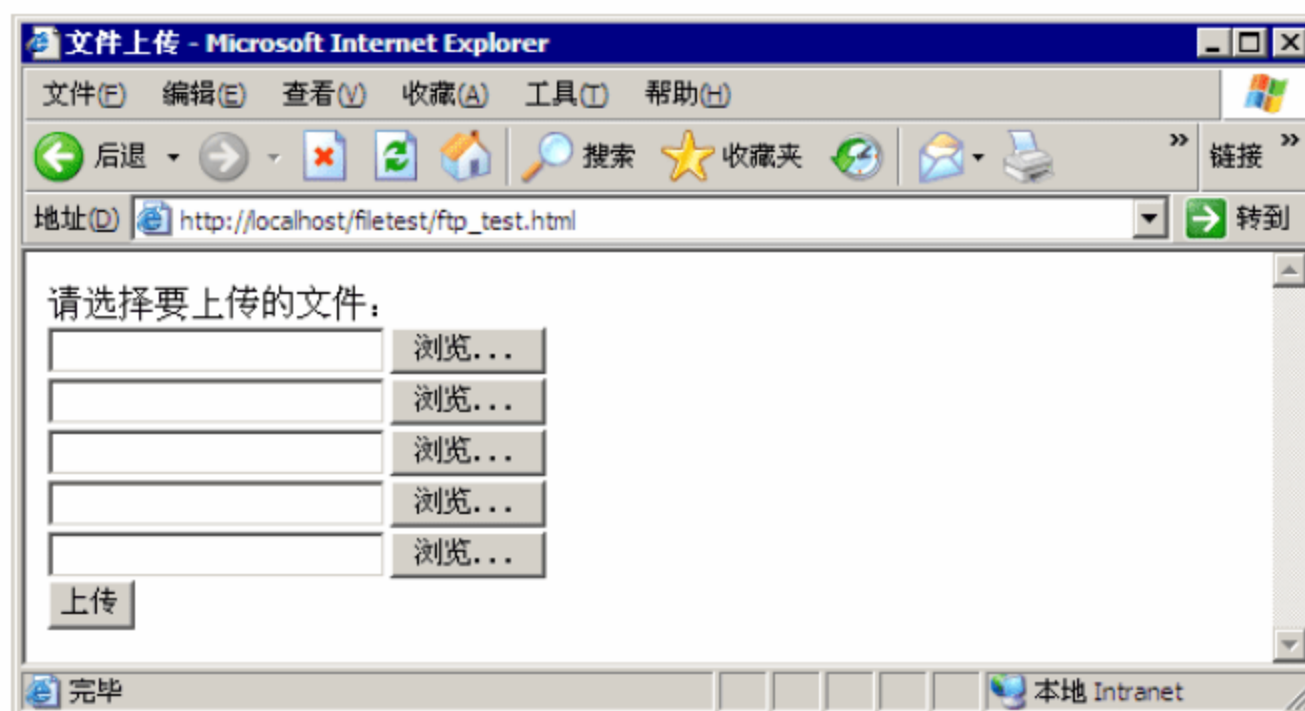 文件上传 - Microsoft Internet Explorer
文件(F) 编辑(E) 查看(V) 收藏(A) 工具(T) 帮助(H)
后退 搜索 收藏夹 » 链接 »
地址(D) http://localhost/filetest/ftp_test.html 转到
请选择要上传的文件:
浏览...
浏览...
浏览...
浏览...
浏览...
上传
完毕 本地 Intranet